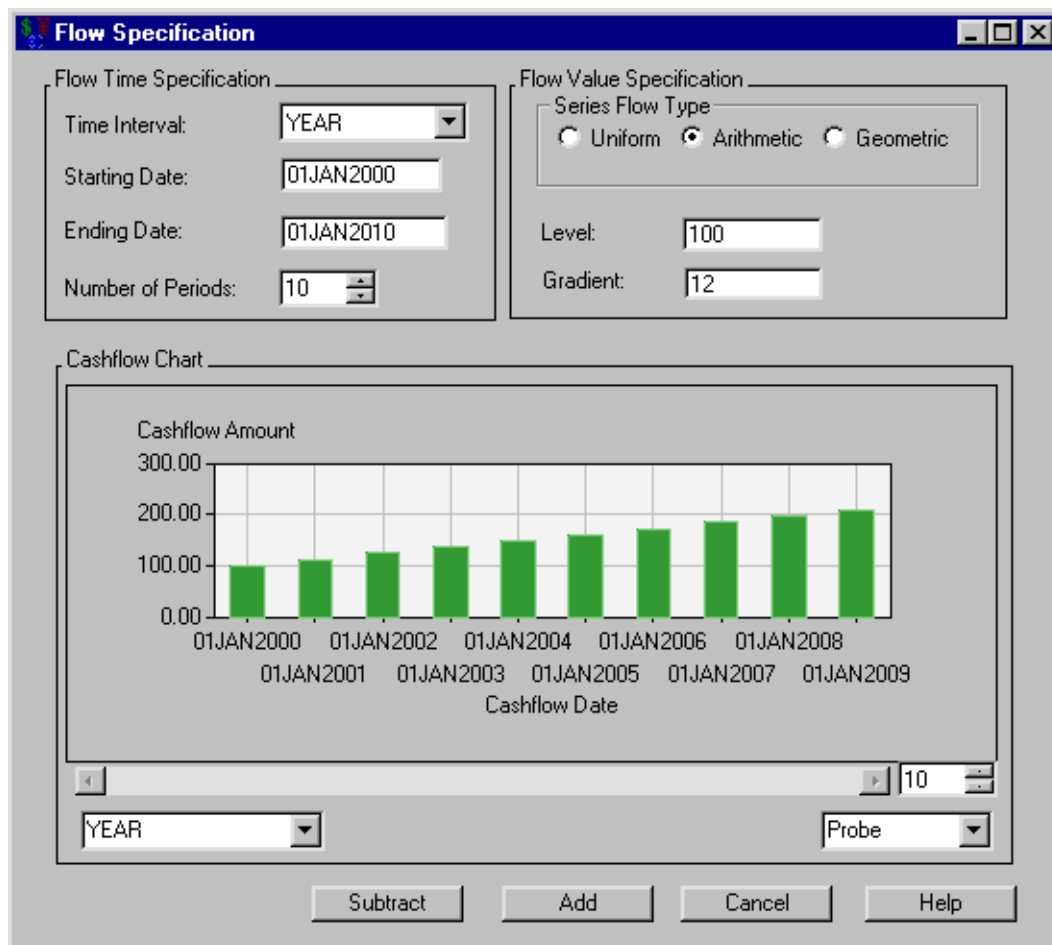 Flow Specification
Flow Time Specification
Time Interval: YEAR
Starting Date: 01JAN2000
Ending Date: 01JAN2010
Number of Periods: 10
Flow Value Specification
Series Flow Type
Uniform Arithmetic Geometric
Level: 100
Gradient: 12
Cashflow Chart
Cashflow Amount
300.00
200.00
100.00
0.00
01JAN2000 01JAN2002 01JAN2004 01JAN2006 01JAN2008
01JAN2001 01JAN2003 01JAN2005 01JAN2007 01JAN2009
Cashflow Date
10
YEAR Probe
Subtract Add Cancel Help